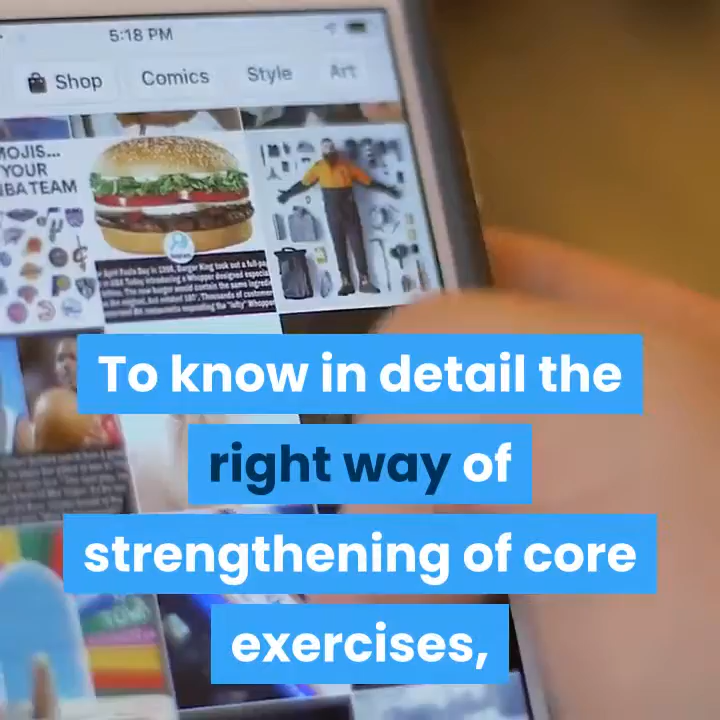 5:18 PM
Shop
Comics
Style
Art
MOJIS...
YOUR
NBA TEAM
To know in detail the
right way of
strengthening of core
exercises,